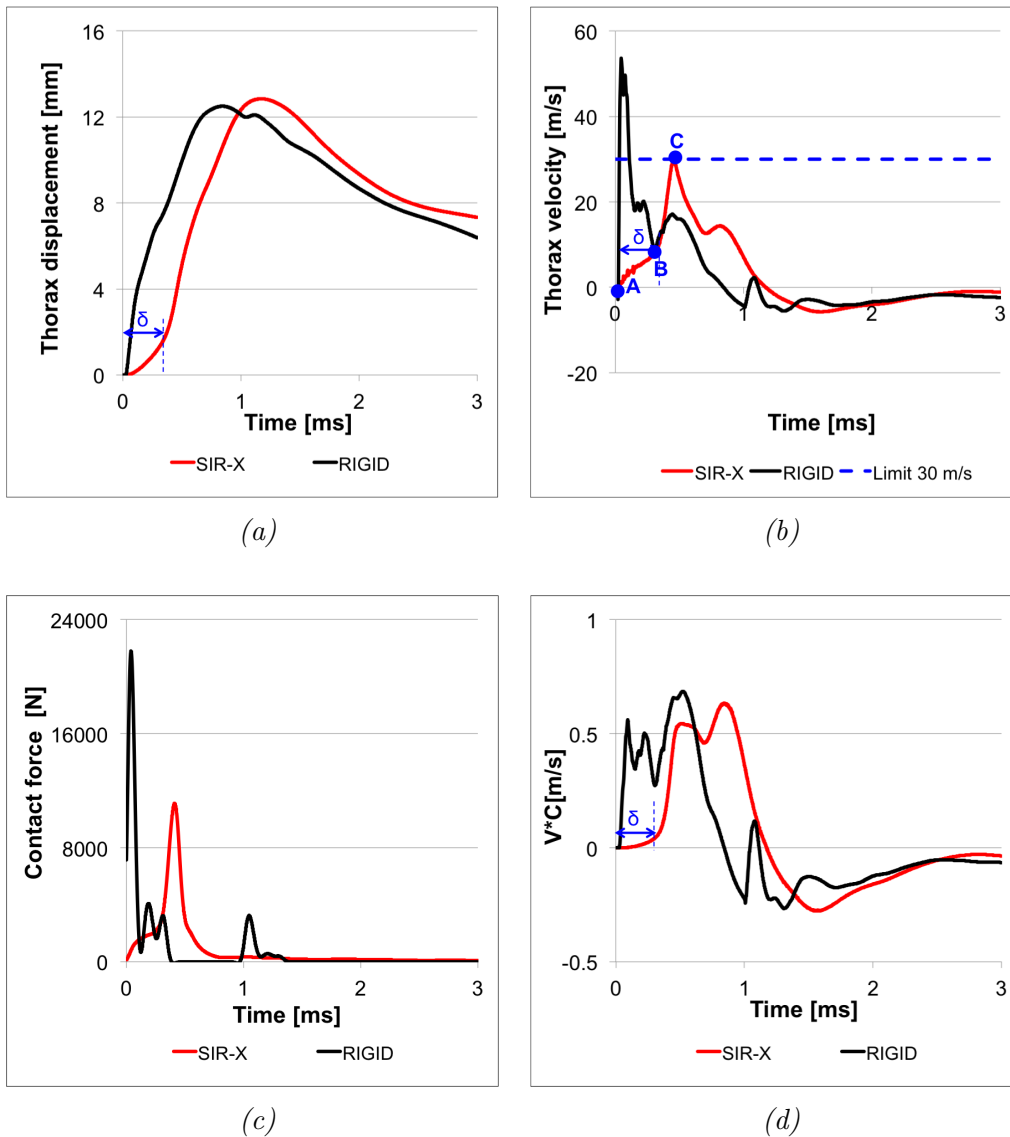 16
12
8
4
0
Thorax displacement [mm]
δ
0 1 2 3
Time [ms]
SIR-X RIGID
(a)
60
40
20
0
-20
Thorax velocity [m/s]
C
δ
B
A
0 1 2 3
Time [ms]
SIR-X RIGID Limit 30 m/s
(b)
24000
16000
8000
0
Contact force [N]
0 1 2 3
Time [ms]
SIR-X RIGID
(c)
1
0.5
0
-0.5
V*C[m/s]
δ
0 1 2 3
Time [ms]
SIR-X RIGID
(d)